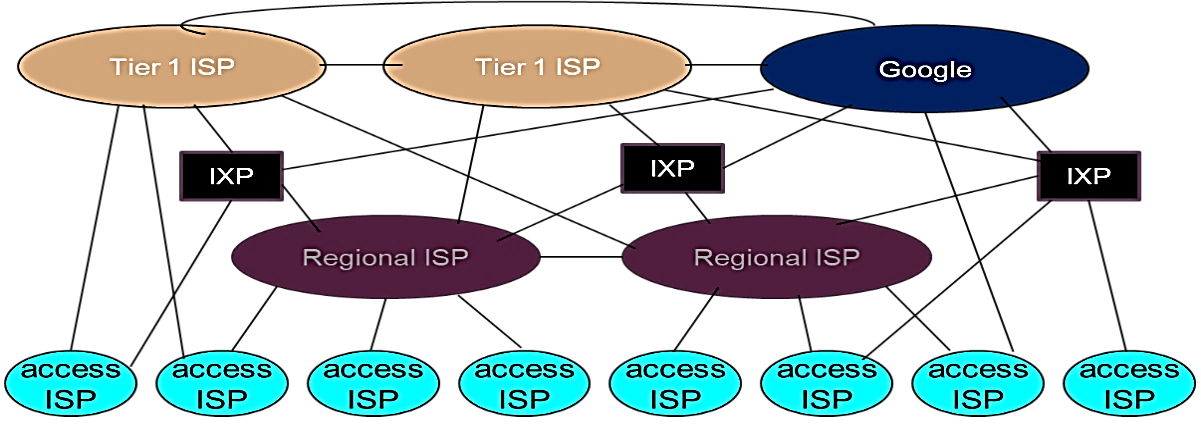 Tier 1 ISP
Tier 1 ISP
Google
IXP
IXP
IXP
Regional ISP
Regional ISP
access
ISP
access
ISP
access
ISP
access
ISP
access
ISP
access
ISP
access
ISP
access
ISP